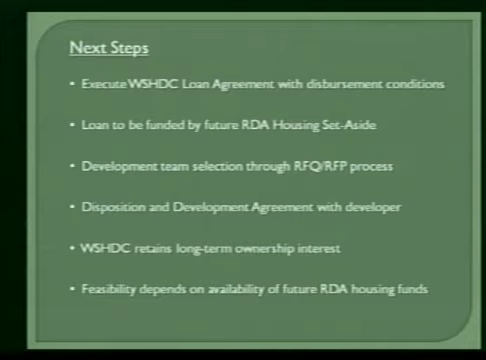 Next Steps
• Execute WSHDC Loan Agreement with disbursement conditions
• Loan to be funded by future RDA Housing Set-Aside
• Development team selection through RFQ/RFP process
• Disposition and Development Agreement with developer
• WSHDC retains long-term ownership interest
• Feasibility depends on availability of future RDA housing funds